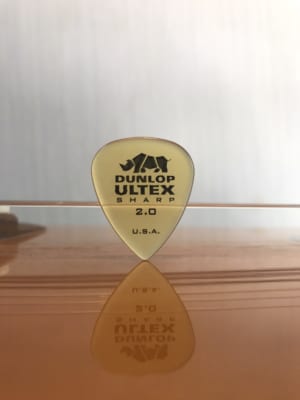 DUNLOP
ULTEX
SHARP
2.0
U.S.A.